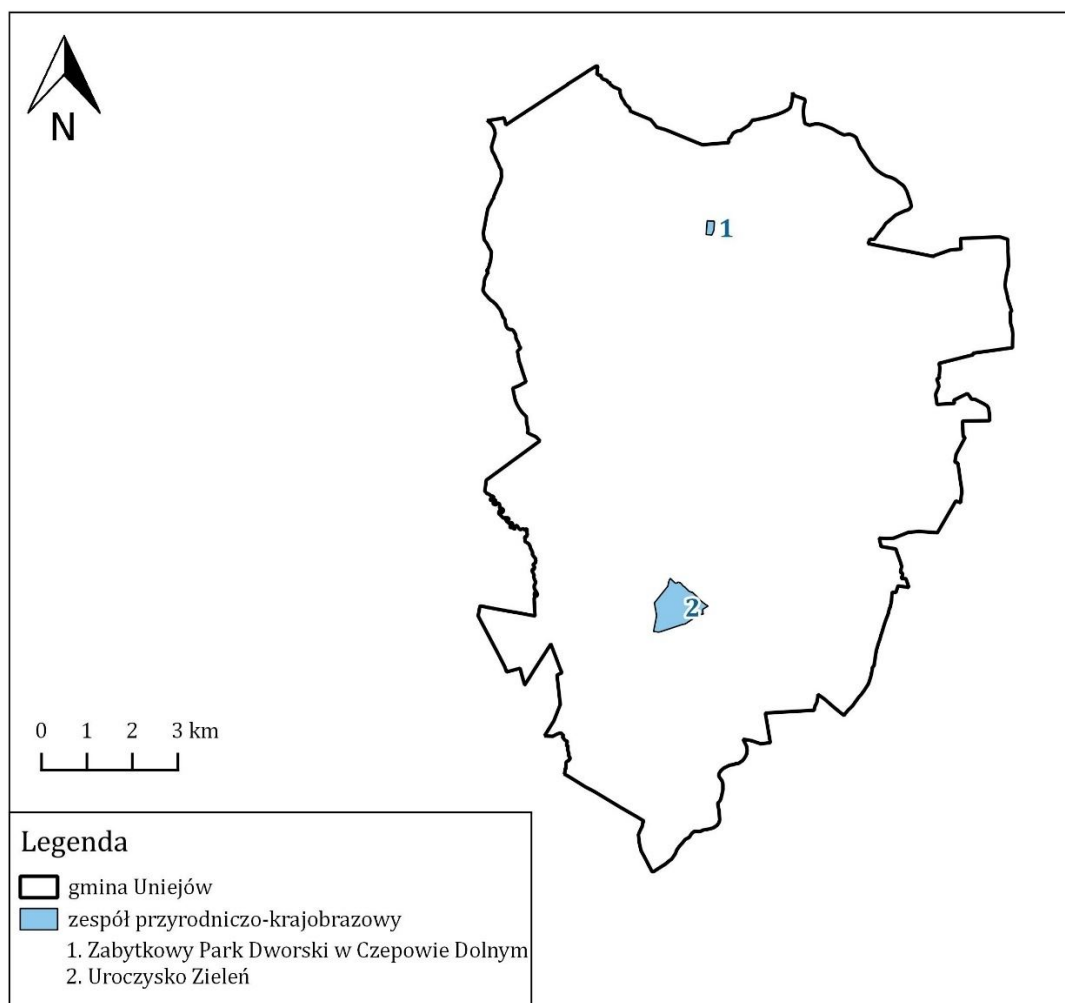 N
1
2
0 1 2 3 km
Legenda
gmina Uniejów
zespół przyrodniczo-krajobrazowy
1. Zabytkowy Park Dworski w Czepowie Dolnym
2. Uroczysko Zieleń